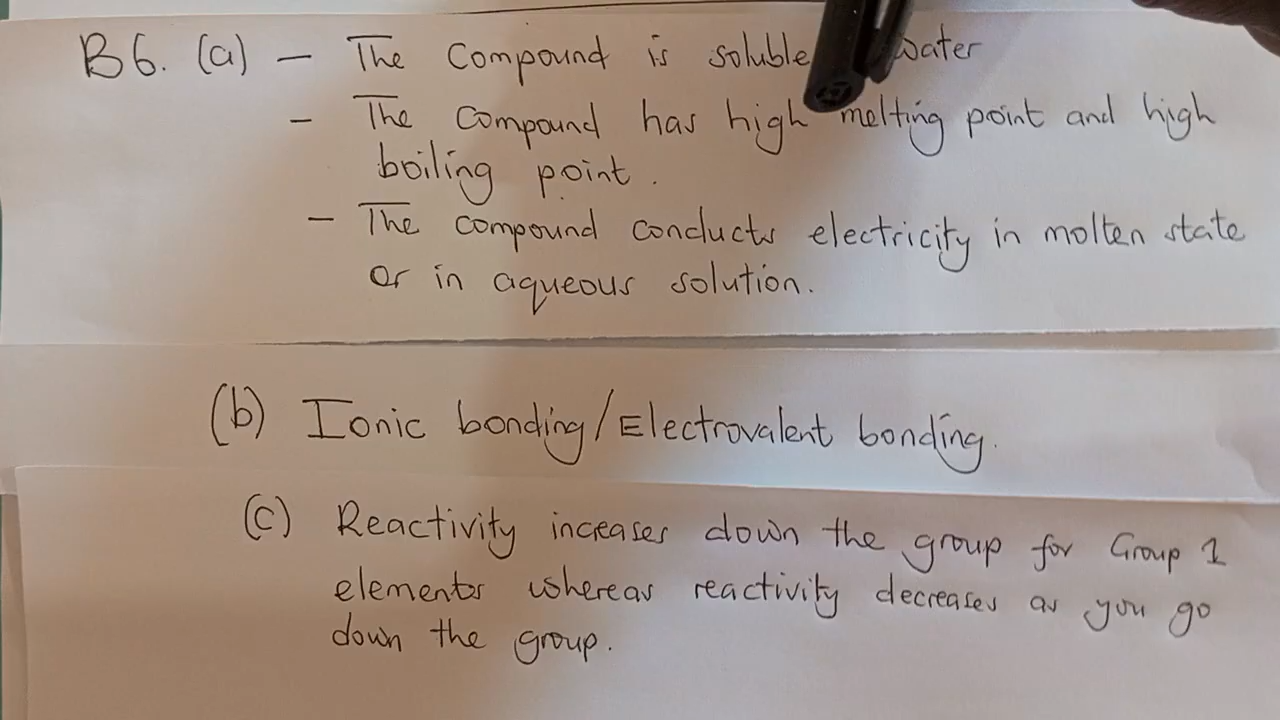 B6. (a) - The compound is soluble water
- The compound has high melting point and high
boiling point.
- The compound conducts electricity in molten state
or in aqueous solution.
(b) Ionic bonding/Electrovalent bonding.
(c) Reactivity increases down the group for Group 1
elements whereas reactivity decreases as you go
down the group.